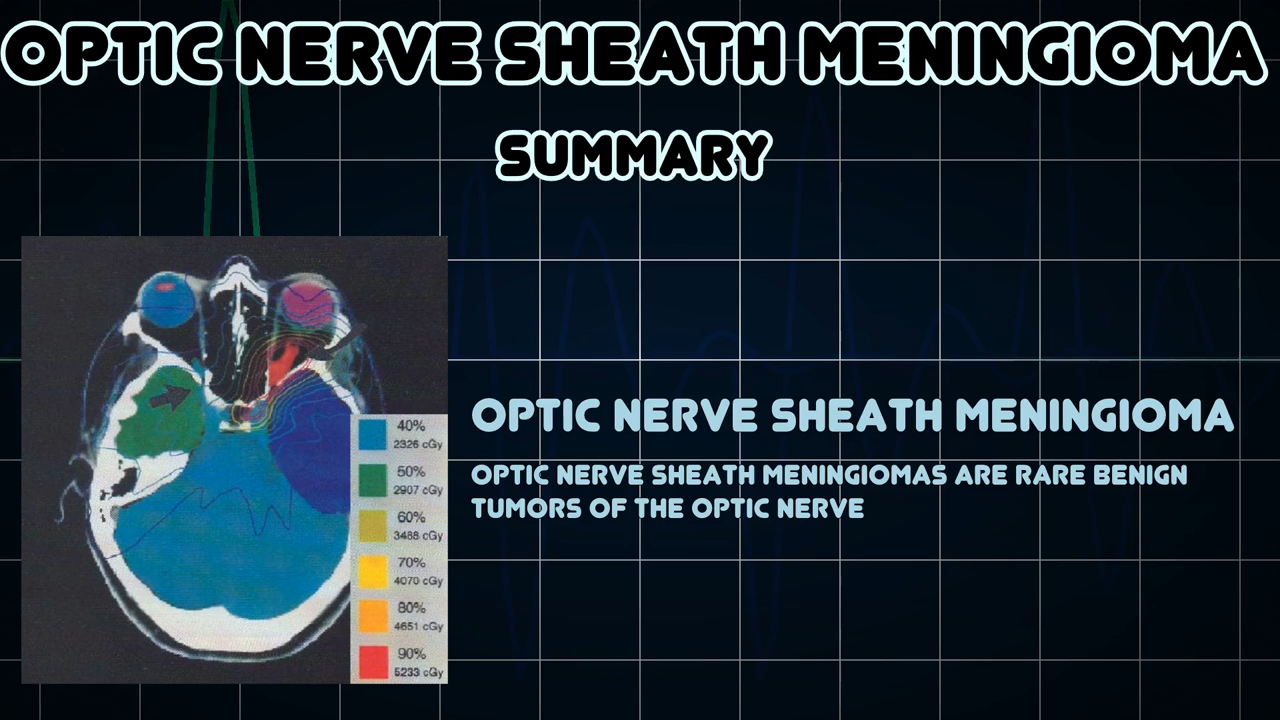 OPTIC NERVE SHEATH MENINGIOMA
SUMMARY
OPTIC NERVE SHEATH MENINGIOMA
OPTIC NERVE SHEATH MENINGIOMAS ARE RARE BENIGN
TUMORS OF THE OPTIC NERVE
40%
2326 cGy
50%
2907 cGy
60%
3488 cGy
70%
4070 cGy
80%
4651 cGy
90%
5233 cGy